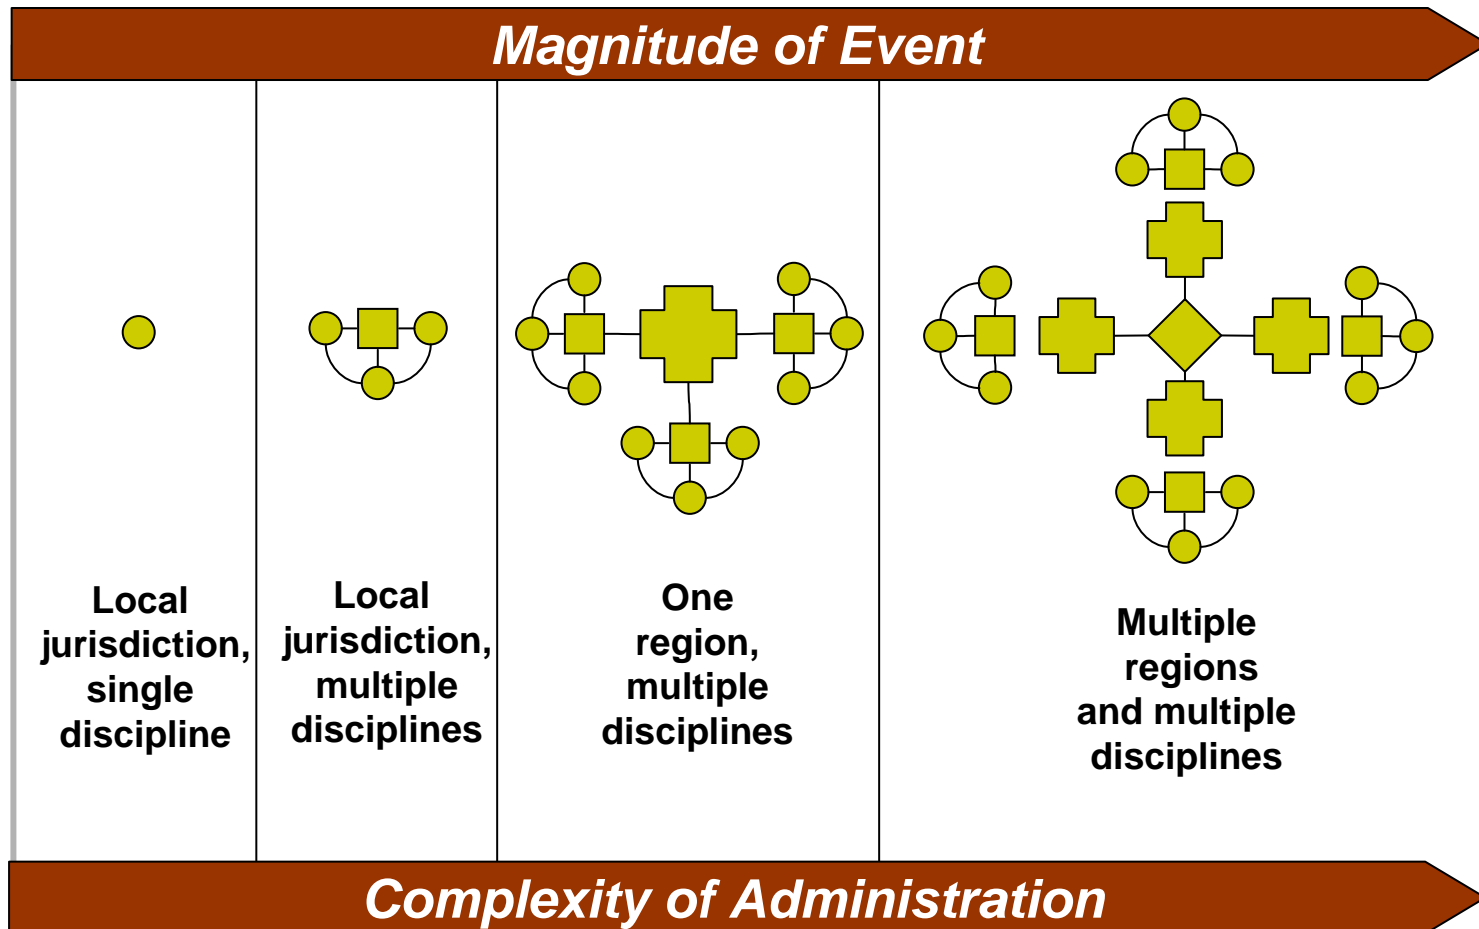 Magnitude of Event
Local
jurisdiction,
single
discipline
Local
jurisdiction,
multiple
disciplines
One
region,
multiple
disciplines
Multiple
regions
and multiple
disciplines
Complexity of Administration